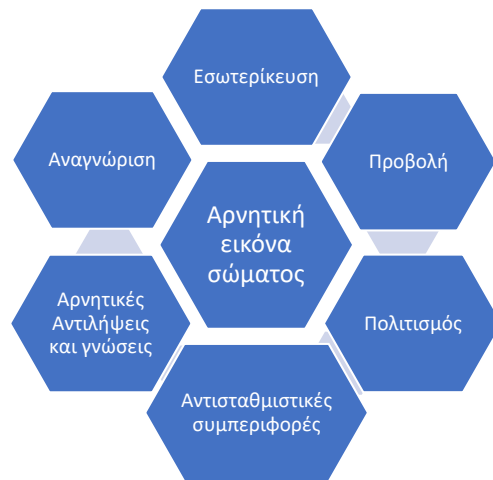 Εσωτερίκευση
Αναγνώριση
Προβολή
Αρνητική
εικόνα
σώματος
Αρνητικές
Αντιλήψεις
και γνώσεις
Πολιτισμός
Αντισταθμιστικές
συμπεριφορές